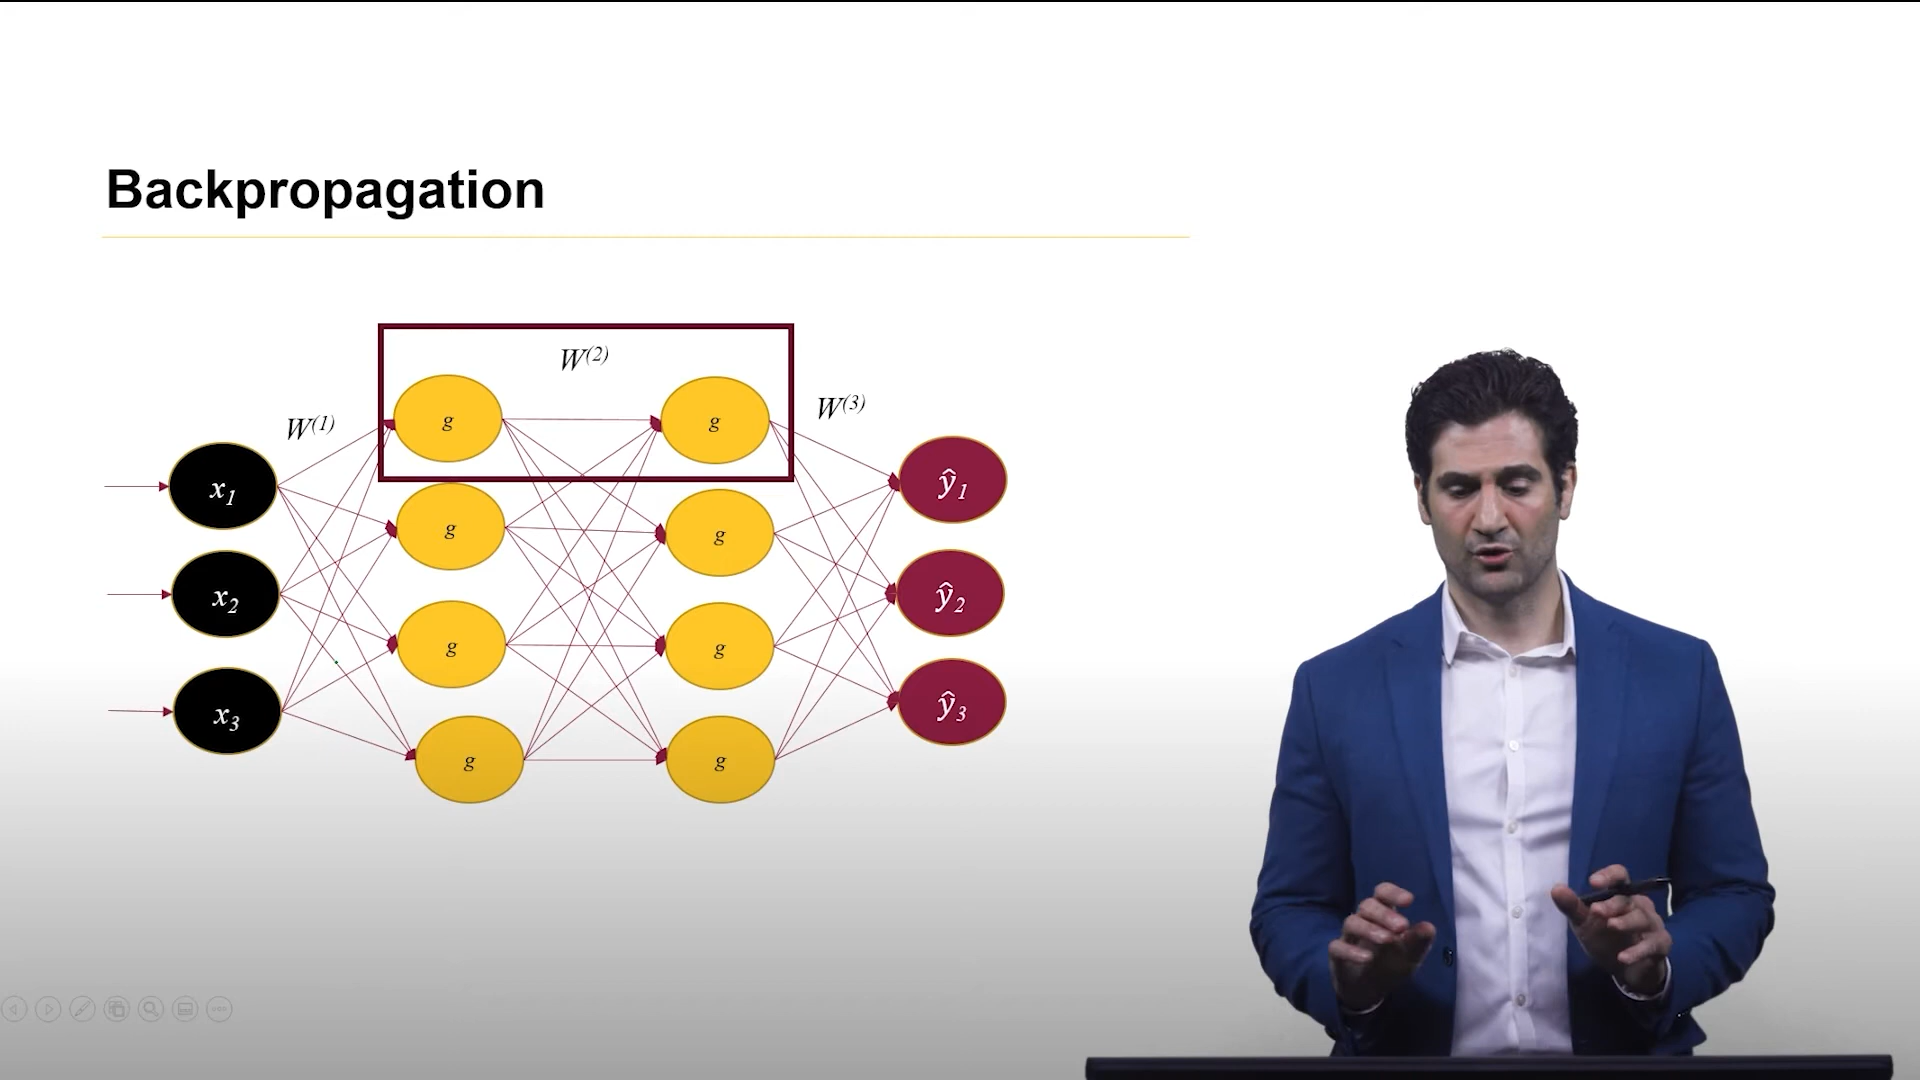 Backpropagation
W(2)
W(1)
W(3)
g
g
x1
ŷ1
g
g
x2
ŷ2
g
g
x3
ŷ3
g
g